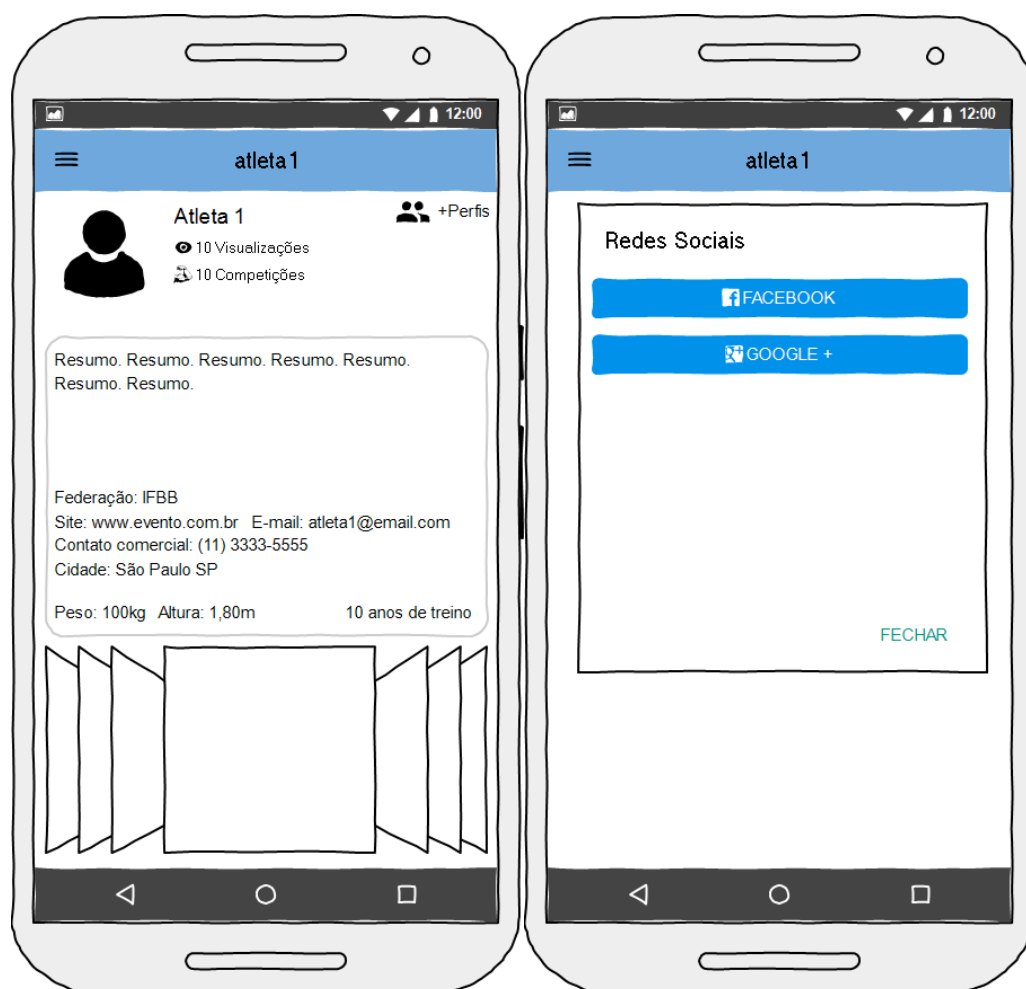 12:00
atleta1
Atleta 1
+Perfis
10 Visualizações
10 Competições
Resumo. Resumo. Resumo. Resumo. Resumo.
Resumo. Resumo.
Federação: IFBB
Site: www.evento.com.br E-mail: atleta1@email.com
Contato comercial: (11) 3333-5555
Cidade: São Paulo SP
Peso: 100kg Altura: 1,80m 10 anos de treino
12:00
atleta1
Redes Sociais
FACEBOOK
GOOGLE +
FECHAR